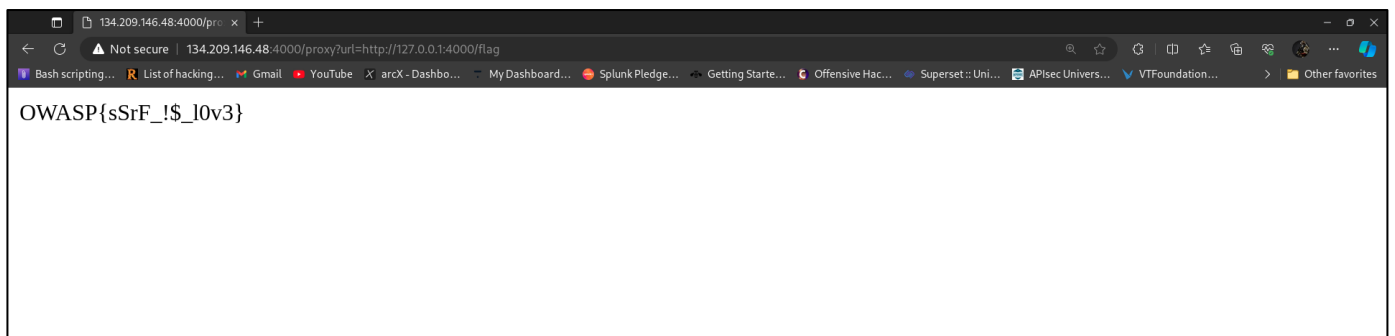 134.209.146.48:4000/pro
Not secure | 134.209.146.48:4000/proxy?url=http://127.0.0.1:4000/flag
Bash scripting... List of hacking... Gmail YouTube arcX - Dashbo... My Dashboard... Splunk Pledge... Getting Starte... Offensive Hac... Superset :: Uni... APIsec Univers... VTFoundation... Other favorites
OWASP{sSrF_!$_l0v3}